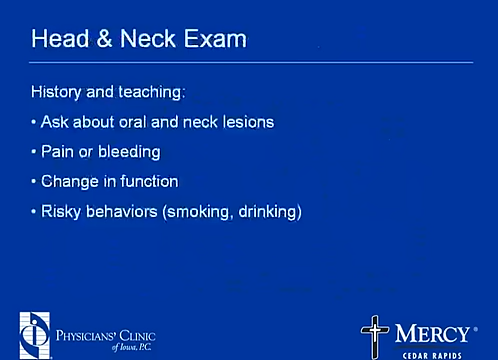 Head & Neck Exam
History and teaching:
• Ask about oral and neck lesions
• Pain or bleeding
• Change in function
• Risky behaviors (smoking, drinking)
PHYSICIANS' CLINIC
of Iowa, P.C.
MERCY®
CEDAR RAPIDS